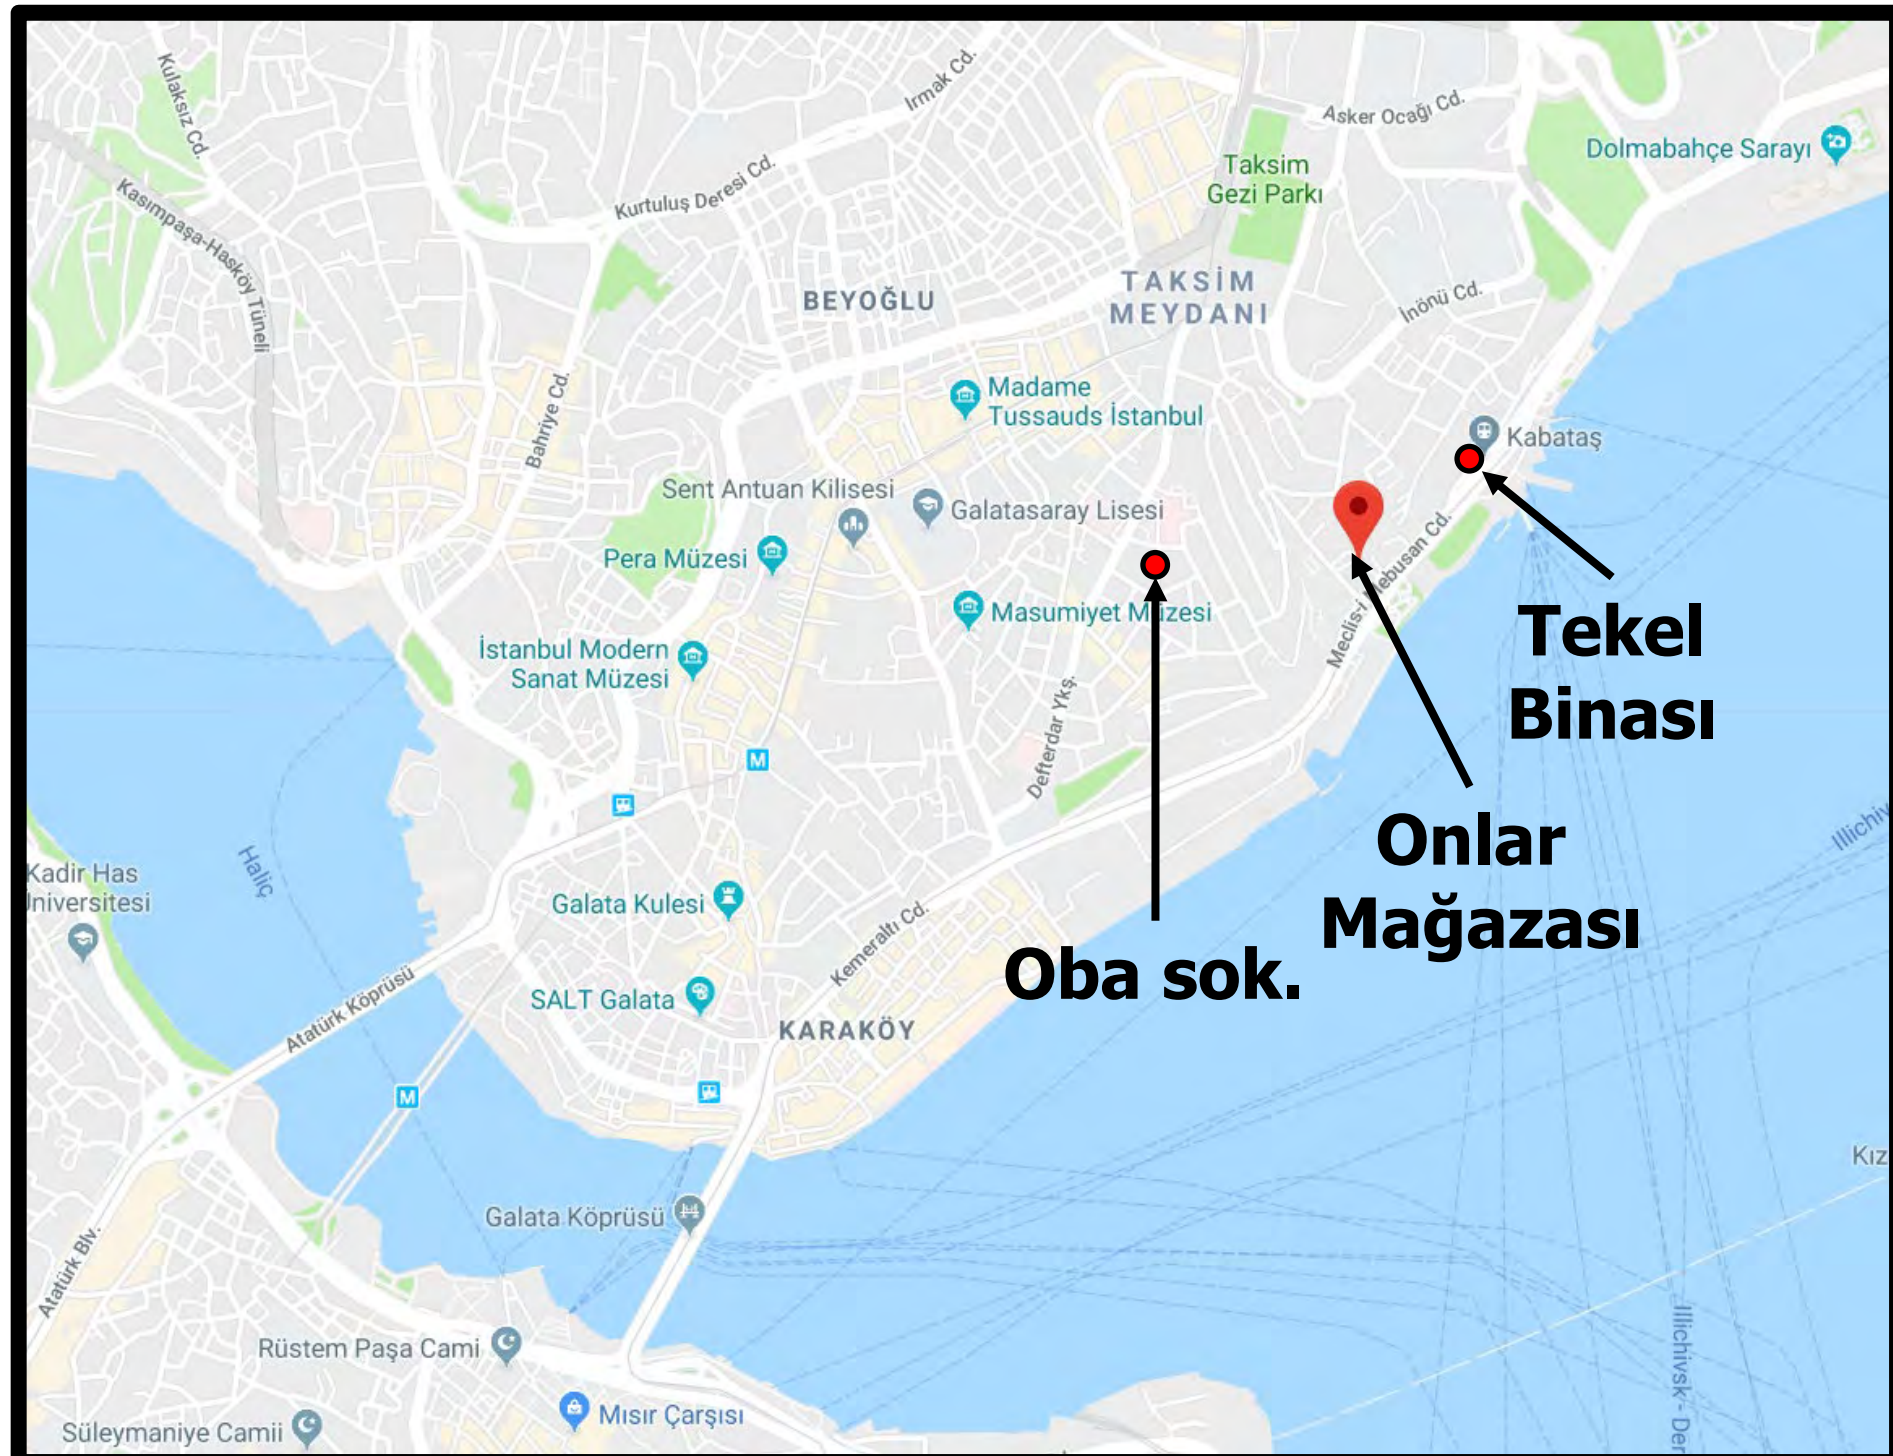 Kulaksız Cd.
Irmak Cd.
Asker Ocağı Cd.
Dolmabahçe Sarayı
Taksim
Gezi Parkı
Kurtuluş Deresi Cd.
Kasımpaşa-Hasköy Tüneli
TAKSİM
MEYDANI
BEYOĞLU
İnönü Cd.
Bahriye Cd.
Madame
Tussauds İstanbul
Kabataş
Sent Antuan Kilisesi
Galatasaray Lisesi
Pera Müzesi
Meclis-i Mebusan Cd.
Masumiyet Müzesi
Tekel
Binası
İstanbul Modern
Sanat Müzesi
Defterdar Ykş.
M
Onlar
Mağazası
Illichiv
Haliç
Kadir Has
Üniversitesi
Galata Kulesi
Kemeraltı Cd.
Oba sok.
SALT Galata
Atatürk Köprüsü
KARAKÖY
M
Kız
Galata Köprüsü
Atatürk Blv.
Rüstem Paşa Cami
Illichivsk - Der
Mısır Çarşısı
Süleymaniye Camii